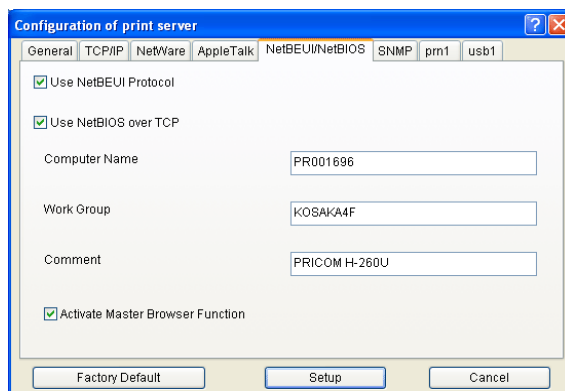 Configuration of print server
General TCP/IP NetWare AppleTalk NetBEUI/NetBIOS SNMP prn1 usb1
Use NetBEUI Protocol
Use NetBIOS over TCP
Computer Name PR001696
Work Group KOSAKA4F
Comment PRICOM H-260U
Activate Master Browser Function
Factory Default Setup Cancel